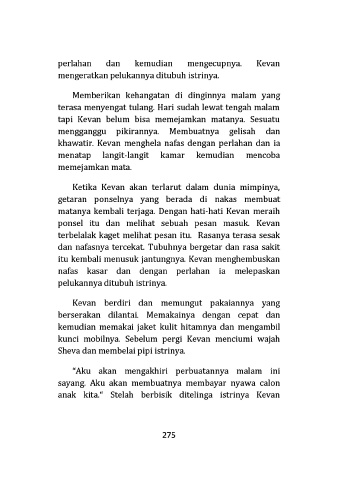 perlahan dan kemudian mengecupnya. Kevan
mengeratkan pelukannya ditubuh istrinya.
Memberikan kehangatan di dinginnya malam yang
terasa menyengat tulang. Hari sudah lewat tengah malam
tapi Kevan belum bisa memejamkan matanya. Sesuatu
mengganggu pikirannya. Membuatnya gelisah dan
khawatir. Kevan menghela nafas dengan perlahan dan ia
menatap langit-langit kamar kemudian mencoba
memejamkan mata.
Ketika Kevan akan terlarut dalam dunia mimpinya,
getaran ponselnya yang berada di nakas membuat
matanya kembali terjaga. Dengan hati-hati Kevan meraih
ponsel itu dan melihat sebuah pesan masuk. Kevan
terbelalak kaget melihat pesan itu. Rasanya terasa sesak
dan nafasnya tercekat. Tubuhnya bergetar dan rasa sakit
itu kembali menusuk jantungnya. Kevan menghembuskan
nafas kasar dan dengan perlahan ia melepaskan
pelukannya ditubuh istrinya.
Kevan berdiri dan memungut pakaiannya yang
berserakan dilantai. Memakainya dengan cepat dan
kemudian memakai jaket kulit hitamnya dan mengambil
kunci mobilnya. Sebelum pergi Kevan menciumi wajah
Sheva dan membelai pipi istrinya.
"Aku akan mengakhiri perbuatannya malam ini
sayang. Aku akan membuatnya membayar nyawa calon
anak kita." Stelah berbisik ditelinga istrinya Kevan
275